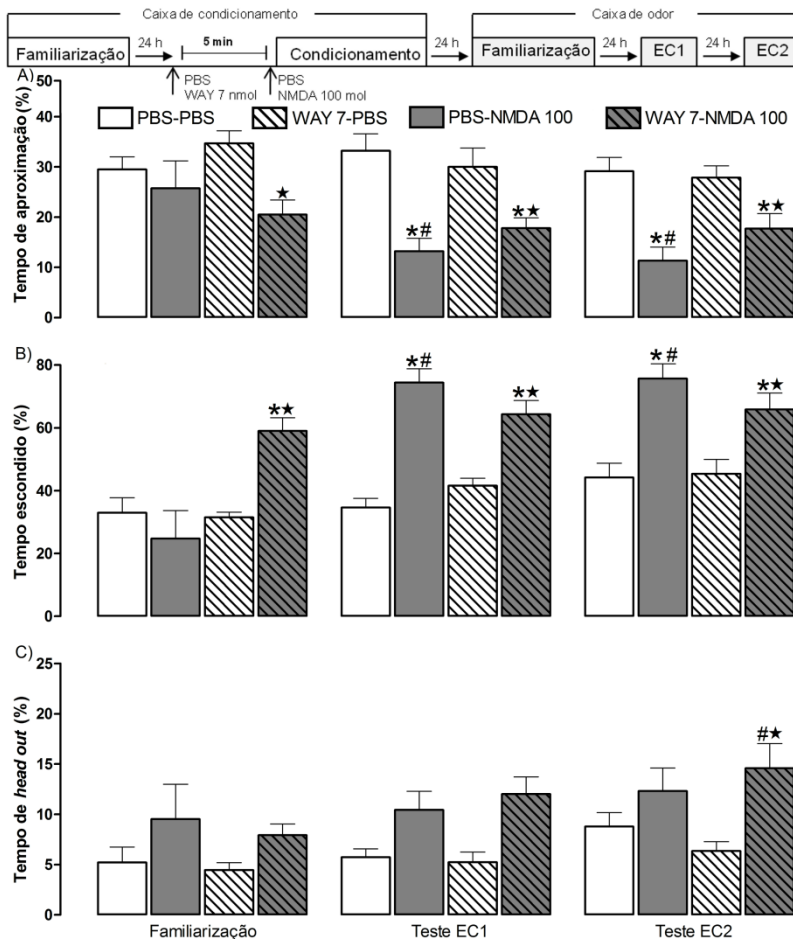 Caixa de condicionamento Caixa de odor
Familiarização 24 h 5 min Condicionamento 24 h Familiarização 24 h EC1 24 h EC2
PBS PBS
WAY 7 nmol NMDA 100 mol
A)
PBS-PBS WAY 7-PBS PBS-NMDA 100 WAY 7-NMDA 100
Tempo de aproximação (%)
50
40
30
20
10
0
★ *# *★ *# *★
B)
Tempo escondido (%)
80
60
40
20
0
*★ *# *★ *# *★
C)
Tempo de head out (%)
25
20
15
10
5
0
#★
Familiarização Teste EC1 Teste EC2